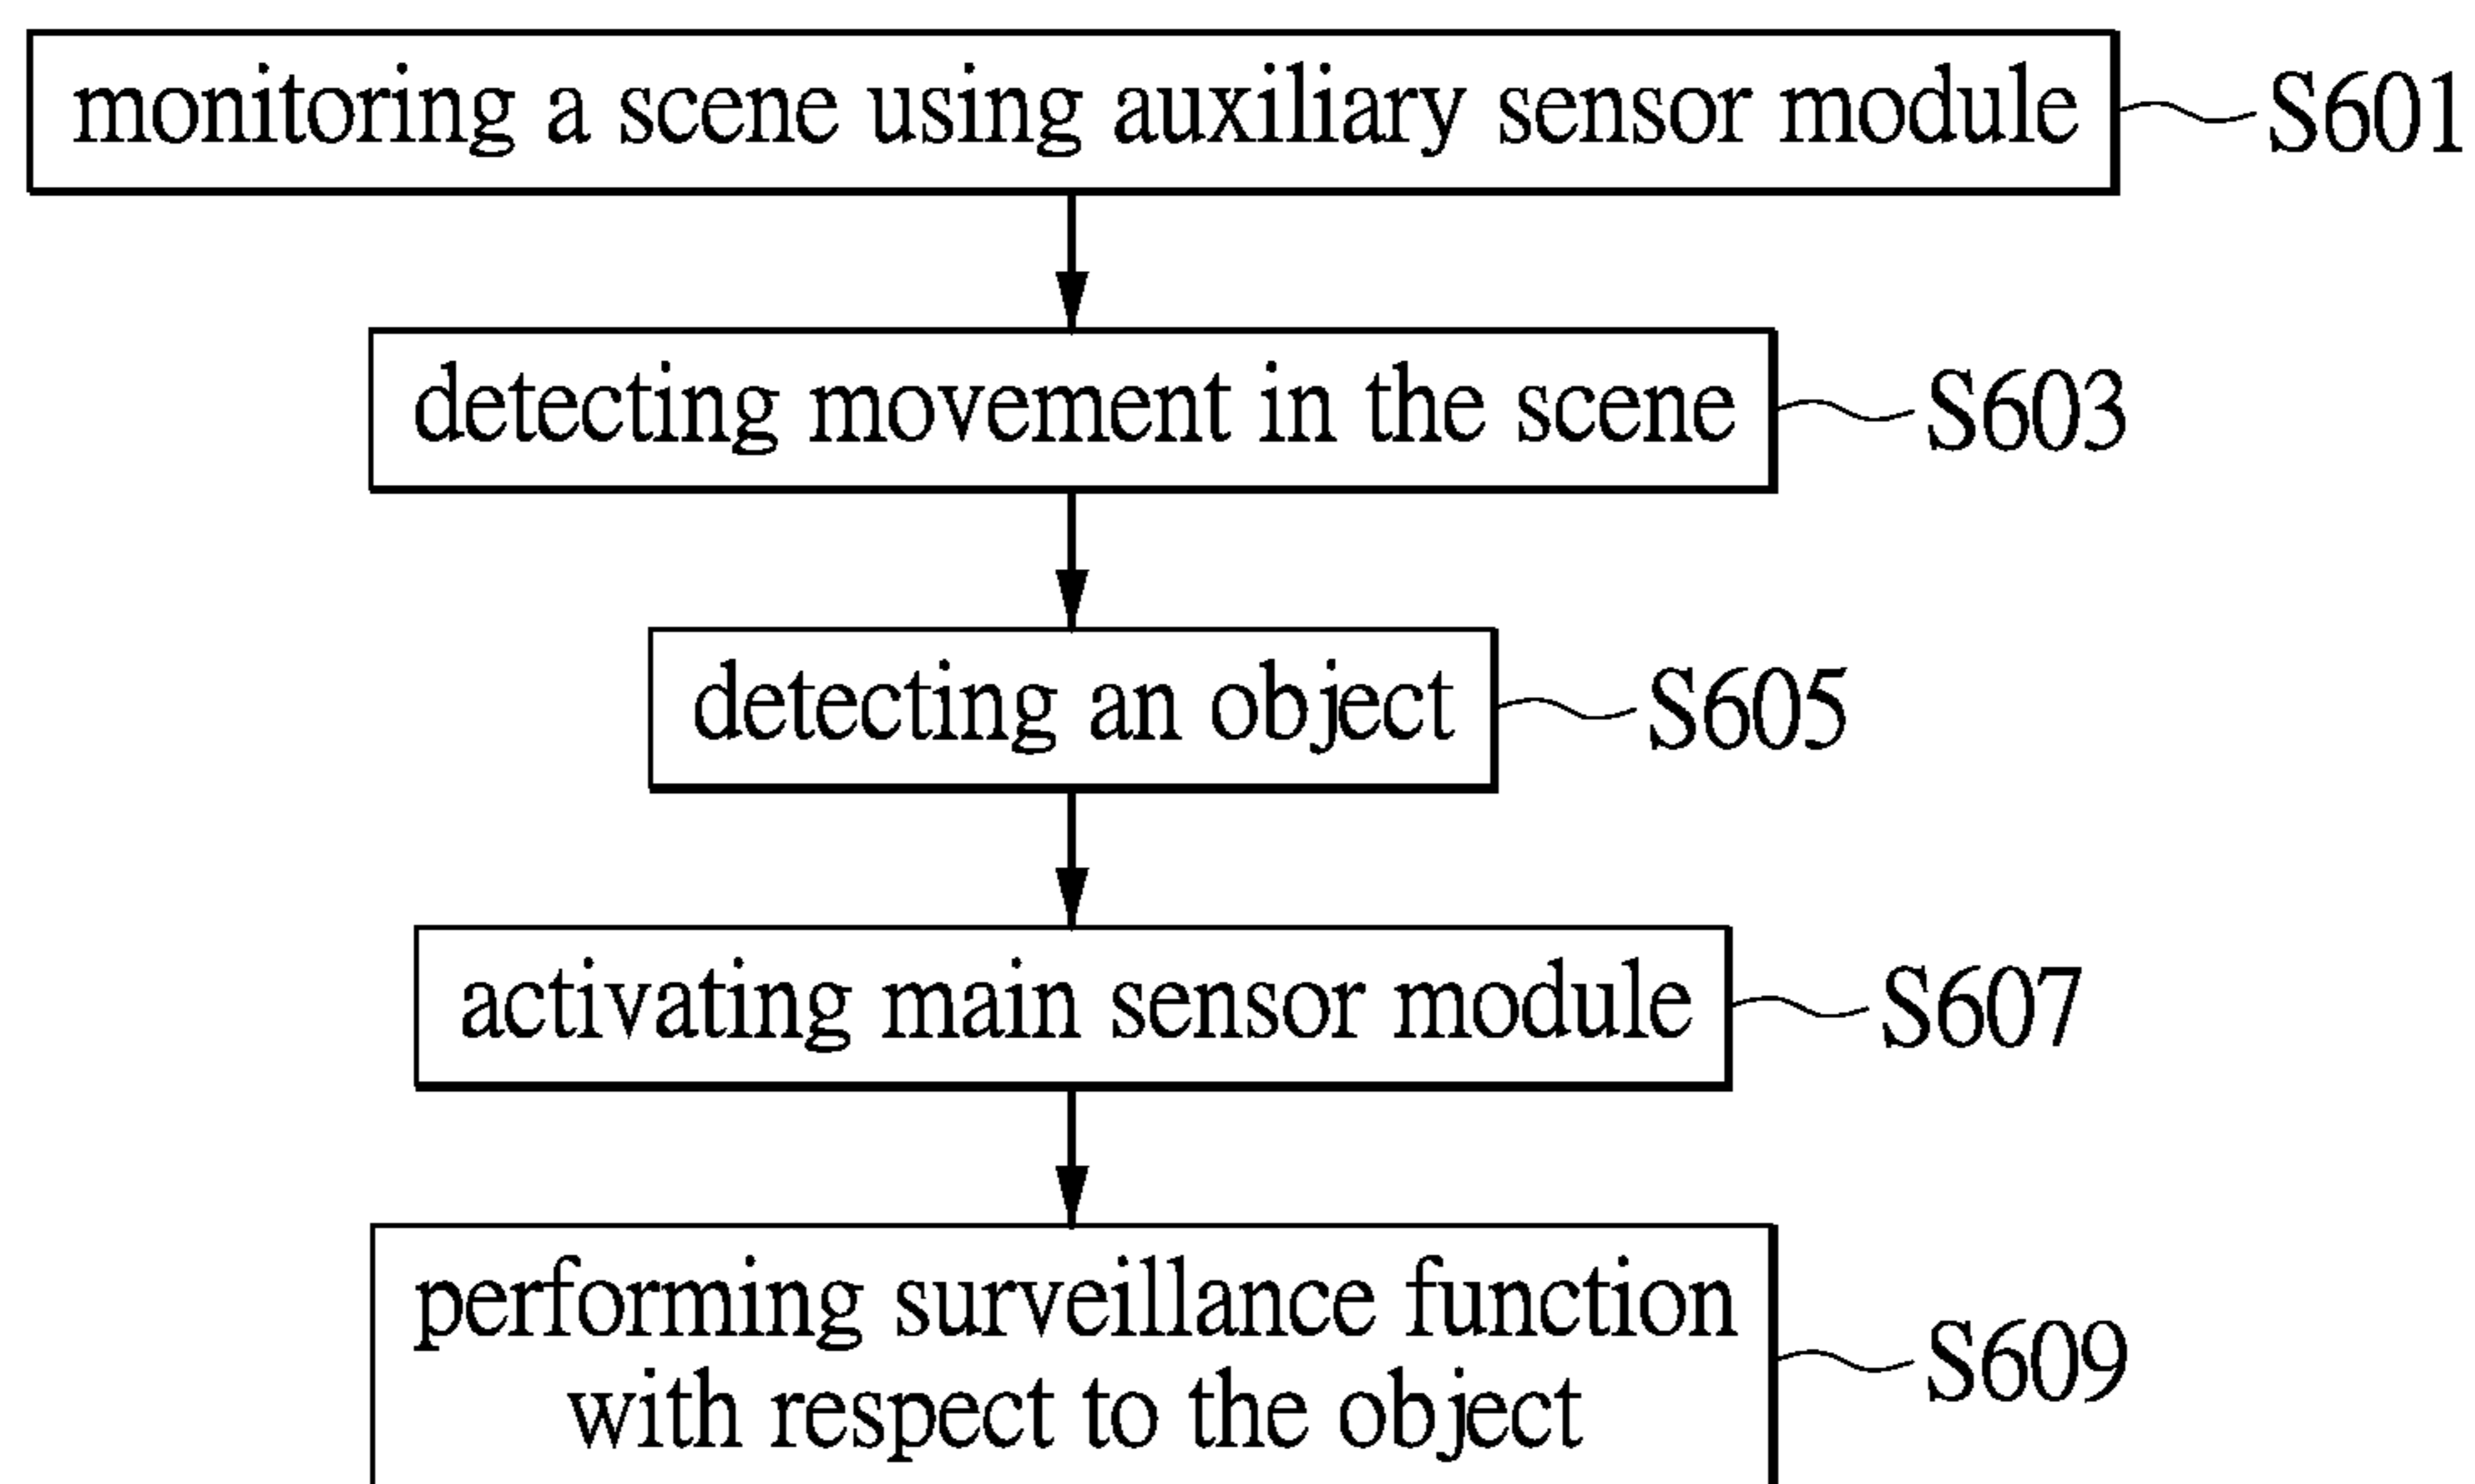 monitoring a scene using auxiliary sensor module S601
detecting movement in the scene S603
detecting an object S605
activating main sensor module S607
performing surveillance function
with respect to the object
S609